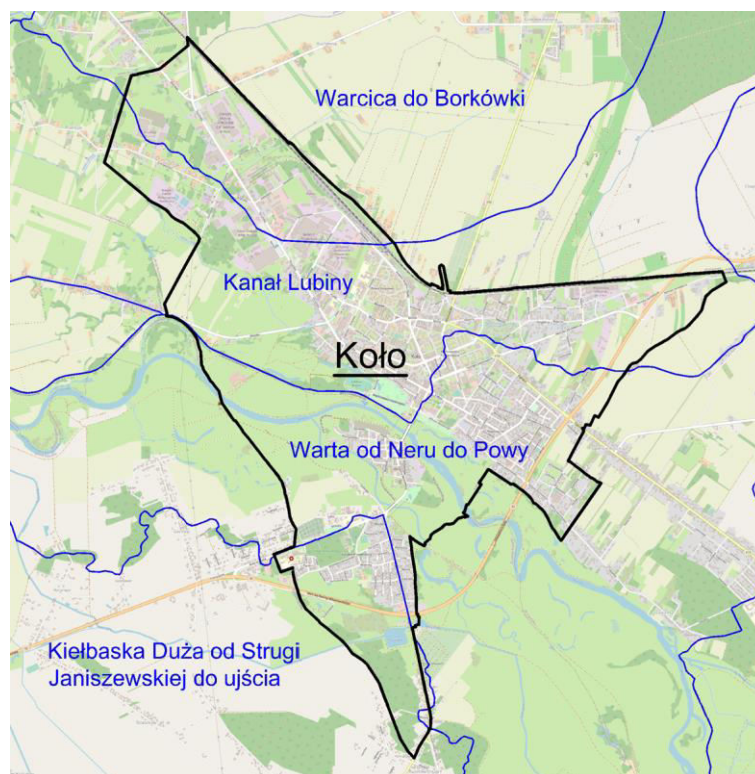 Warcica do Borkówki
Kanał Lubiny
Koło
Warta od Neru do Powy
Kiełbaska Duża od Strugi
Janiszewskiej do ujścia